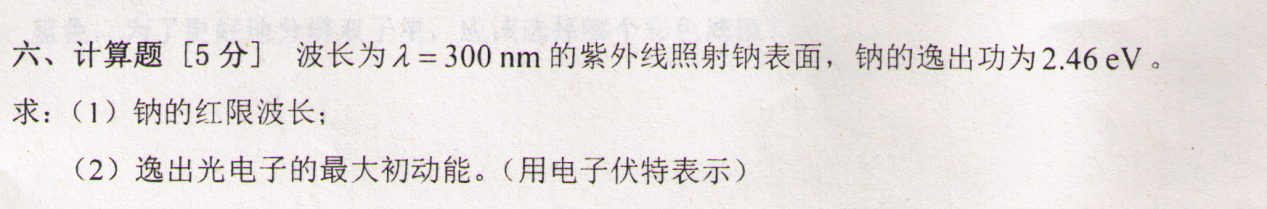 六、计算题［5 分］ 波长为 λ = 300 nm 的紫外线照射钠表面，钠的逸出功为 2.46 eV。
求：（1）钠的红限波长；
（2）逸出光电子的最大初动能。（用电子伏特表示）